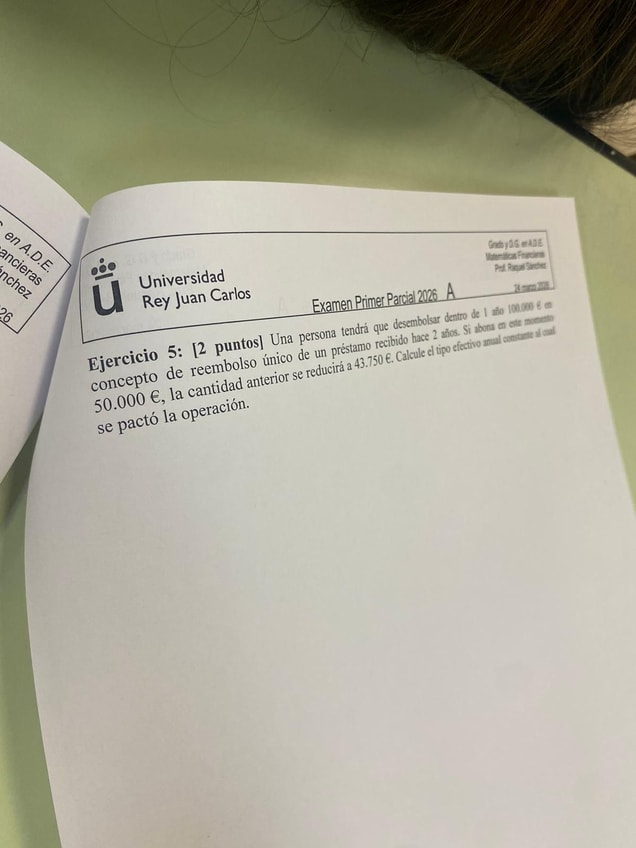 en A.D.E.
ancieras
nchez
26
Universidad
Rey Juan Carlos
Examen Primer Parcial 2026 A
Grado y D.G. en A.D.E.
Matemáticas Financieras
Prof. Raquel Sánchez
24 marzo 2026
Ejercicio 5: [2 puntos] Una persona tendrá que desembolsar dentro de 1 año 100.000 € en
concepto de reembolso único de un préstamo recibido hace 2 años. Si abona en este momento
50.000 €, la cantidad anterior se reducirá a 43.750 €. Calcule el tipo efectivo anual constante al cual
se pactó la operación.